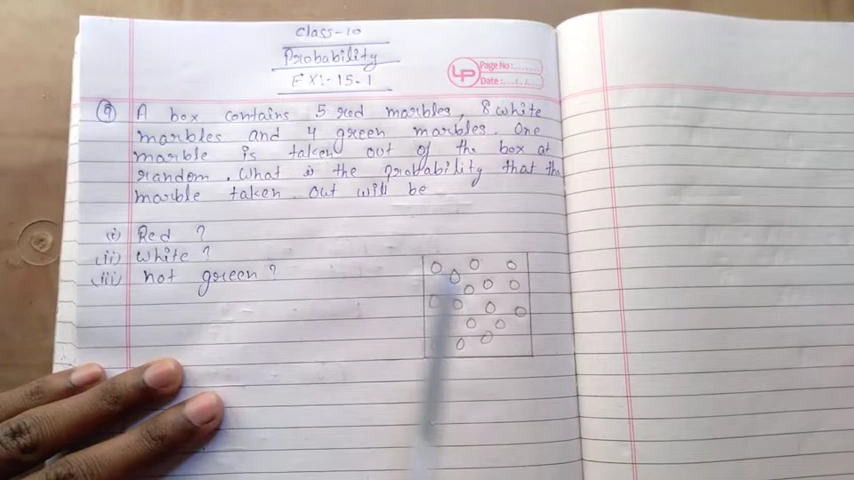 Class-10
Probability
EX:-15.1
LP
Page No:......
Date:../../..
(9) A box contains 5 red marbles, 8 white
marbles and 4 green marbles. One
marble is taken out of the box at
random. What is the probability that the
marble taken out will be
(i) Red ?
(ii) White ?
(iii) not green ?